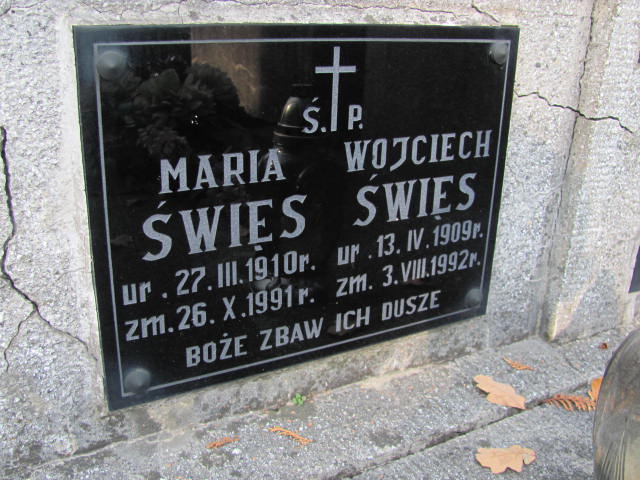 Ś. P.
MARIA
ŚWIĘS
ur. 27. III. 1910r.
zm. 26. X. 1991r.
WOJCIECH
ŚWIĘS
ur. 13. IV. 1909r.
zm. 3. VIII. 1992r.
BOŻE ZBAW ICH DUSZE